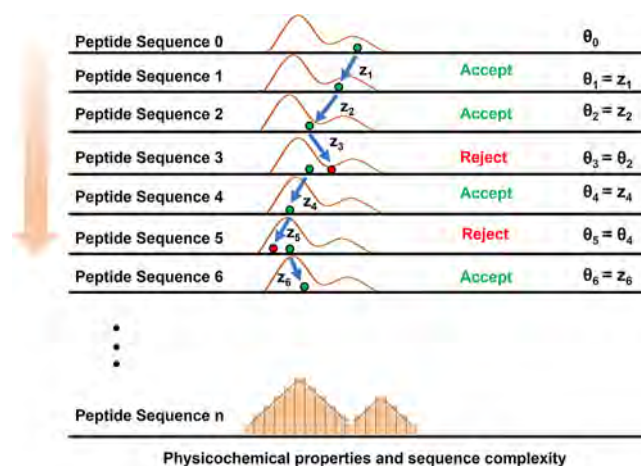 Peptide Sequence 0 θ0
Peptide Sequence 1 z1 Accept θ1 = z1
Peptide Sequence 2 z2 Accept θ2 = z2
Peptide Sequence 3 z3 Reject θ3 = θ2
Peptide Sequence 4 z4 Accept θ4 = z4
Peptide Sequence 5 z5 Reject θ5 = θ4
Peptide Sequence 6 z6 Accept θ6 = z6
Peptide Sequence n
Physicochemical properties and sequence complexity